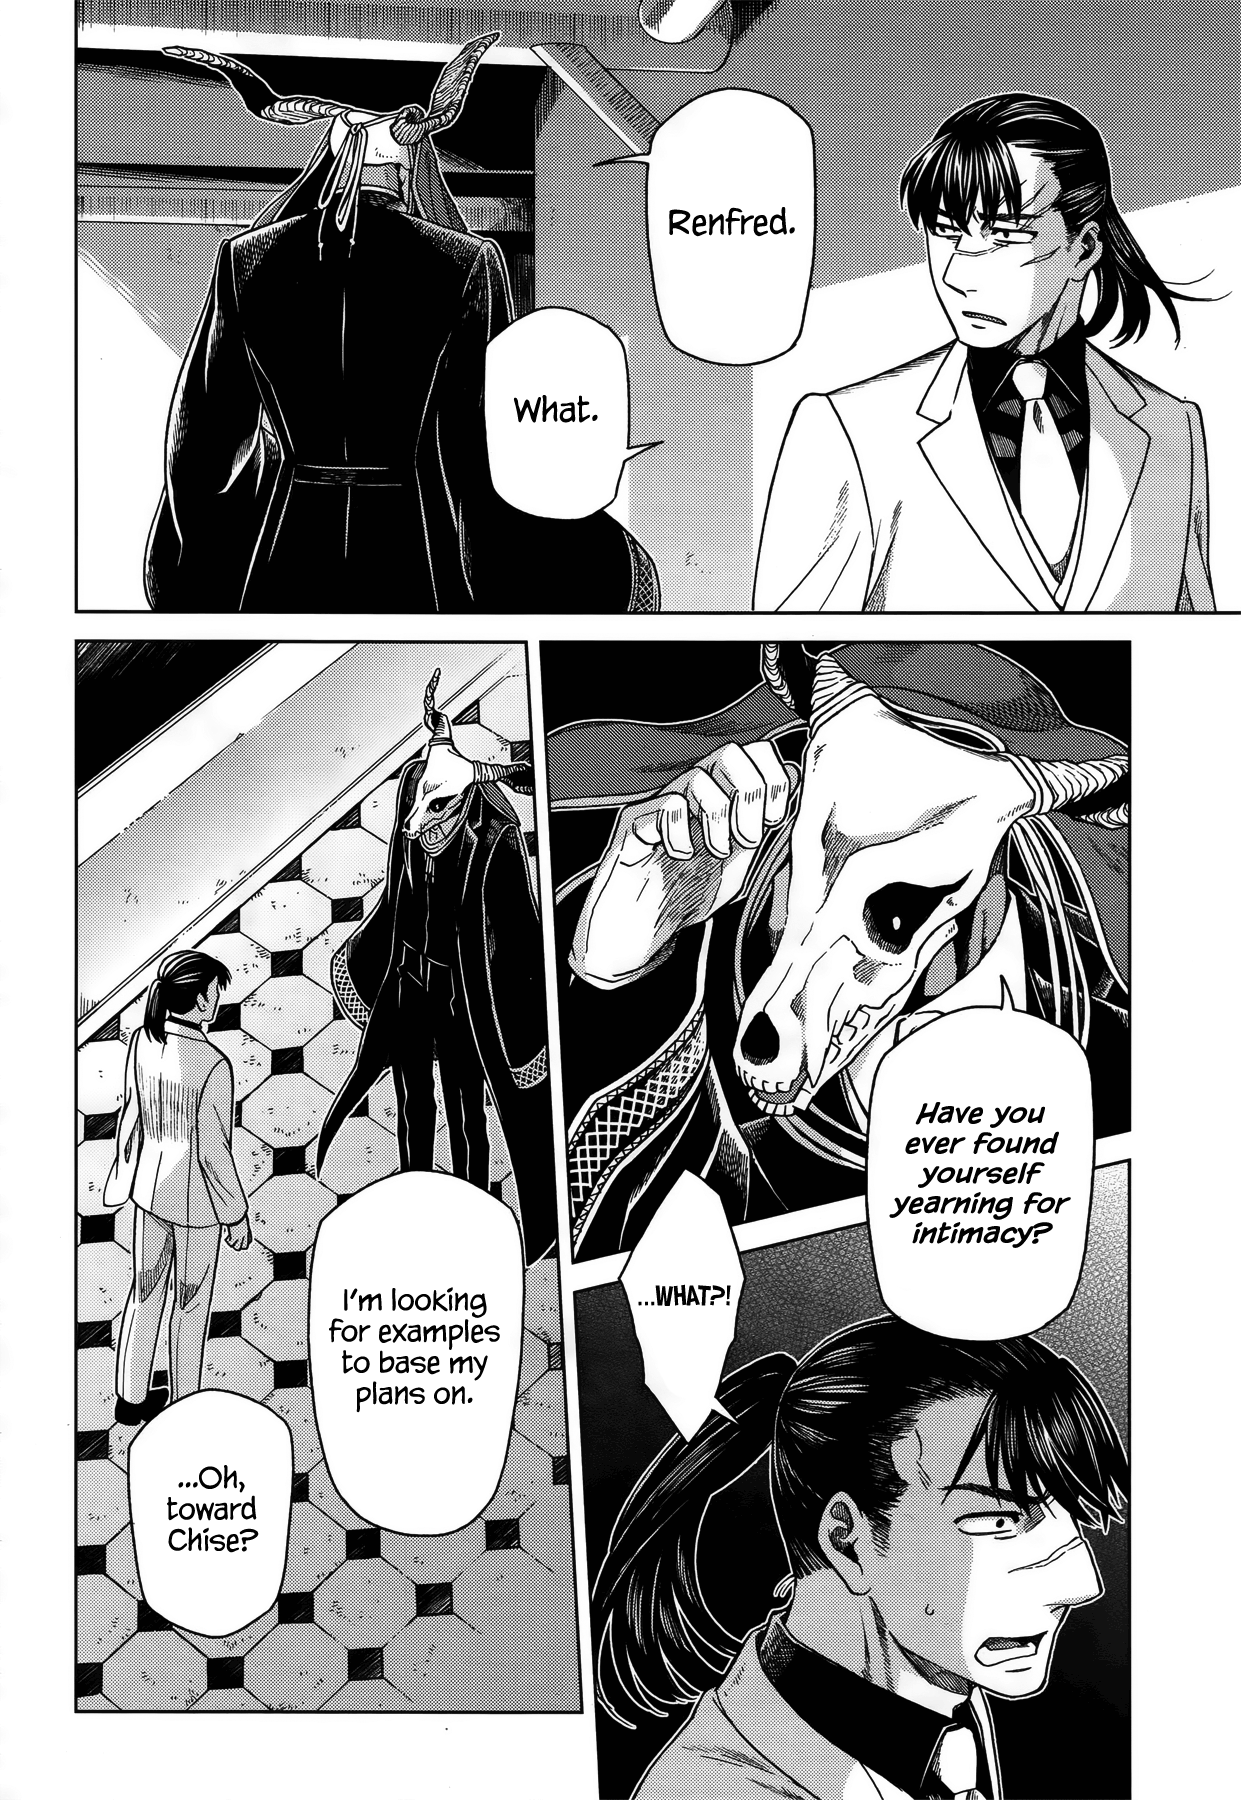 Renfred.
What.
Have you
ever found
yourself
yearning for
intimacy?
...WHAT?!
I'm looking
for examples
to base my
plans on.
...Oh,
toward
Chise?